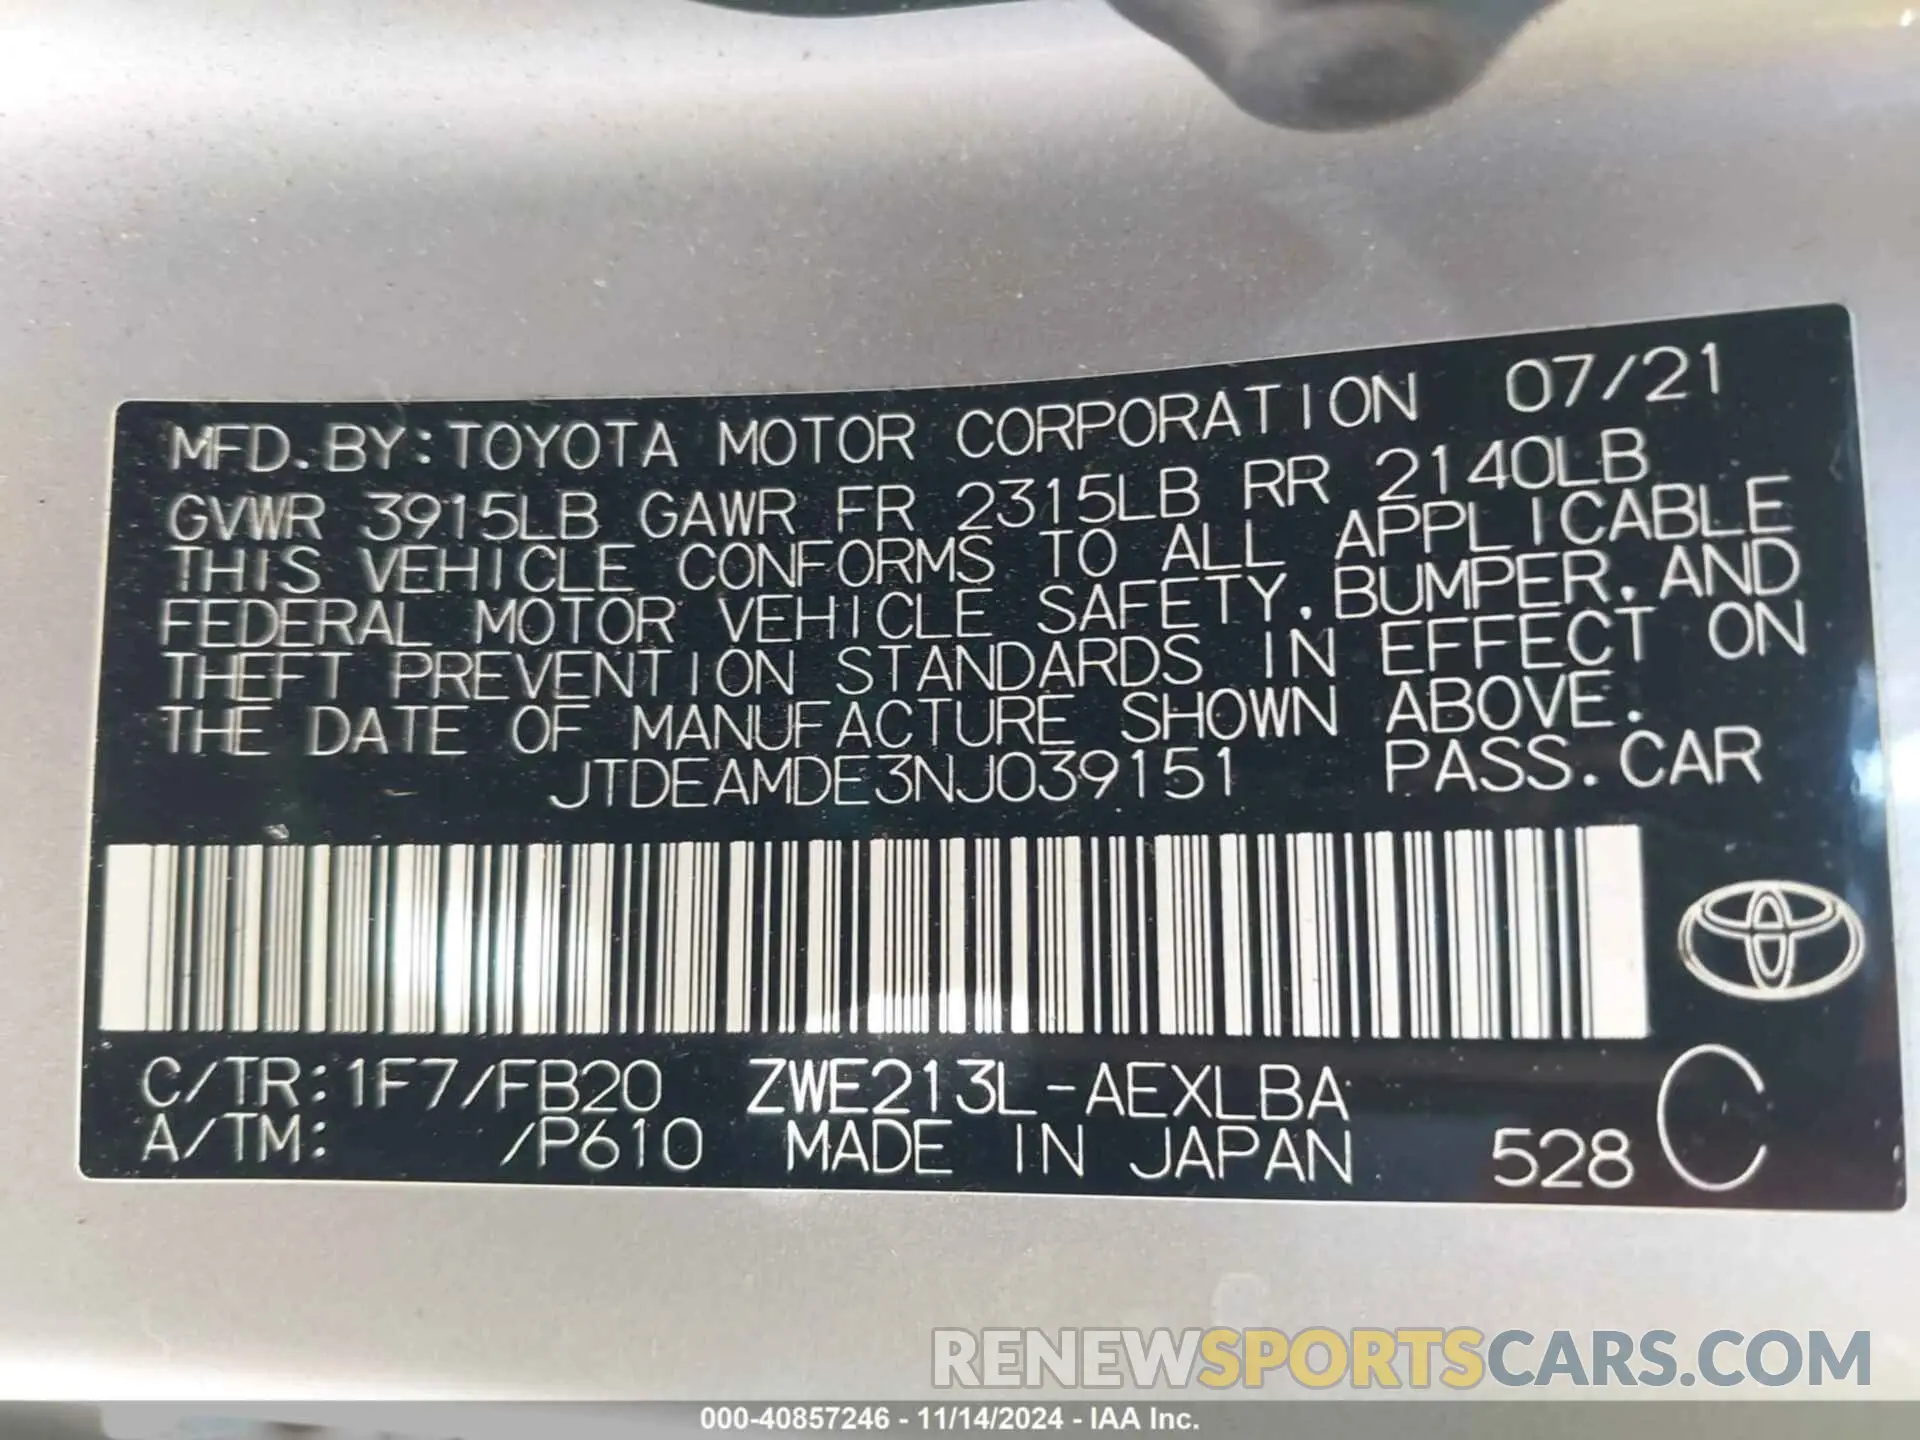 MFD. BY: TOYOTA MOTOR CORPORATION 07/21
GVWR 3915LB GAWR FR 2315LB RR 2140LB
THIS VEHICLE CONFORMS TO ALL APPLICABLE
FEDERAL MOTOR VEHICLE SAFETY, BUMPER, AND
THEFT PREVENTION STANDARDS IN EFFECT ON
THE DATE OF MANUFACTURE SHOWN ABOVE.
JTDEAMDE3NJ039151 PASS. CAR
C/TR: 1F7/FB20 ZWE213L-AEXLBA
A/TM: /P610 MADE IN JAPAN 528 C
RENEWSPORTSCARS.COM
000-40857246 - 11/14/2024 - IAA Inc.